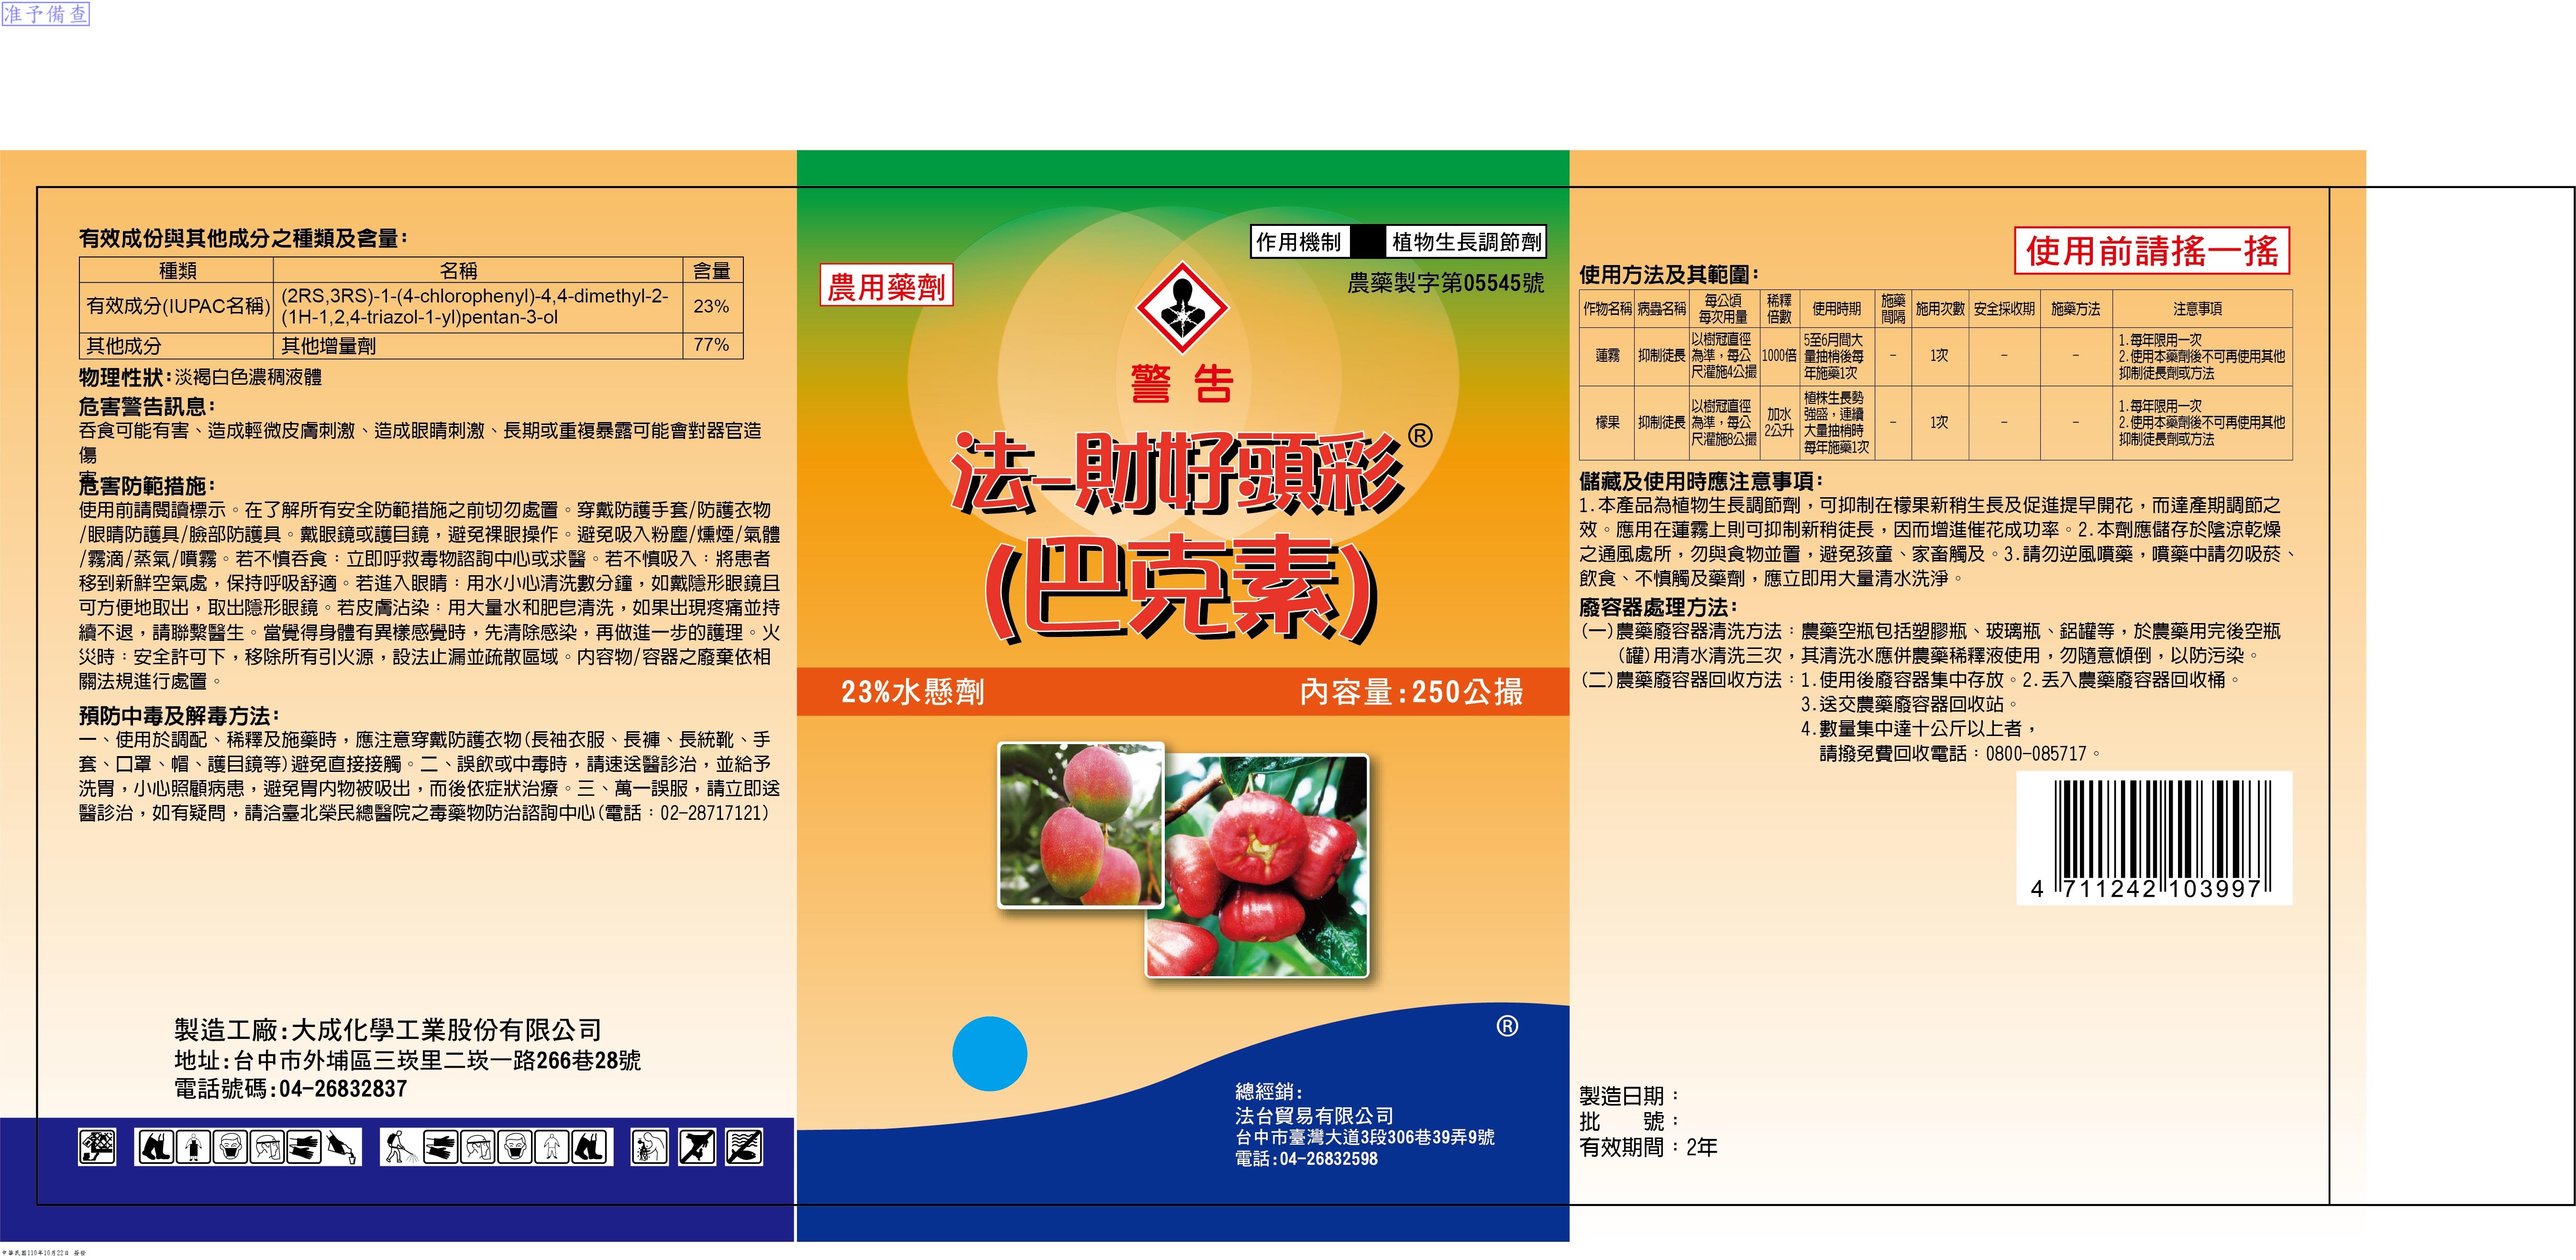 准予備查
有效成份與其他成分之種類及含量：
種類 名稱 含量
有效成分(IUPAC名稱) (2RS,3RS)-1-(4-chlorophenyl)-4,4-dimethyl-2-(1H-1,2,4-triazol-1-yl)pentan-3-ol 23%
其他成分 其他增量劑 77%
物理性狀：淡褐白色濃稠液體
危害警告訊息：
吞食可能有害、造成輕微皮膚刺激、造成眼睛刺激、長期或重複暴露可能會對器官造
傷
害
危害防範措施：
使用前請閱讀標示。在了解所有安全防範措施之前切勿處置。穿戴防護手套/防護衣物
/眼睛防護具/臉部防護具。戴眼鏡或護目鏡，避免裸眼操作。避免吸入粉塵/燻煙/氣體
/霧滴/蒸氣/噴霧。若不慎吞食：立即呼救毒物諮詢中心或求醫。若不慎吸入：將患者
移到新鮮空氣處，保持呼吸舒適。若進入眼睛：用水小心清洗數分鐘，如戴隱形眼鏡且
可方便地取出，取出隱形眼鏡。若皮膚沾染：用大量水和肥皂清洗，如果出現疼痛並持
續不退，請聯繫醫生。當覺得身體有異樣感覺時，先清除感染，再做進一步的護理。火
災時：安全許可下，移除所有引火源，設法止漏並疏散區域。內容物/容器之廢棄依相
關法規進行處置。
預防中毒及解毒方法：
一、使用於調配、稀釋及施藥時，應注意穿戴防護衣物(長袖衣服、長褲、長統靴、手
套、口罩、帽、護目鏡等)避免直接接觸。二、誤飲或中毒時，請速送醫診治，並給予
洗胃，小心照顧病患，避免胃內物被吸出，而後依症狀治療。三、萬一誤服，請立即送
醫診治，如有疑問，請洽臺北榮民總醫院之毒藥物防治諮詢中心(電話：02-28717121)
製造工廠：大成化學工業股份有限公司
地址：台中市外埔區三崁里二崁一路266巷28號
電話號碼：04-26832837
作用機制 植物生長調節劑
農用藥劑
農藥製字第05545號
警告
法—財好頭彩®
(巴克素)
23%水懸劑 內容量：250公撮
®
總經銷：
法台貿易有限公司
台中市臺灣大道3段306巷39弄9號
電話：04-26832598
使用前請搖一搖
使用方法及其範圍：
作物名稱 病蟲名稱 每公頃每次用量 稀釋倍數 使用時期 施藥間隔 施用次數 安全採收期 施藥方法 注意事項
蓮霧 抑制徒長 以樹冠直徑為準，每公尺灌施4公撮 1000倍 5至6月間大量抽梢後每年施藥1次 - 1次 - - 1.每年限用一次 2.使用本藥劑後不可再使用其他抑制徒長劑或方法
檬果 抑制徒長 以樹冠直徑為準，每公尺灌施8公撮 加水2公升 植株生長勢強盛，連續大量抽梢時每年施藥1次 - 1次 - - 1.每年限用一次 2.使用本藥劑後不可再使用其他抑制徒長劑或方法
儲藏及使用時應注意事項：
1.本產品為植物生長調節劑，可抑制在檬果新稍生長及促進提早開花，而達產期調節之
效。應用在蓮霧上則可抑制新稍徒長，因而增進催花成功率。2.本劑應儲存於陰涼乾燥
之通風處所，勿與食物並置，避免孩童、家畜觸及。3.請勿逆風噴藥，噴藥中請勿吸菸、
飲食、不慎觸及藥劑，應立即用大量清水洗淨。
廢容器處理方法：
(一)農藥廢容器清洗方法：農藥空瓶包括塑膠瓶、玻璃瓶、鋁罐等，於農藥用完後空瓶
(罐)用清水清洗三次，其清洗水應併農藥稀釋液使用，勿隨意傾倒，以防污染。
(二)農藥廢容器回收方法：1.使用後廢容器集中存放。2.丟入農藥廢容器回收桶。
3.送交農藥廢容器回收站。
4.數量集中達十公斤以上者，
請撥免費回收電話：0800-085717。
4 711242 103997
製造日期：
批 號：
有效期間：2年
中華民國110年10月22日 簽發